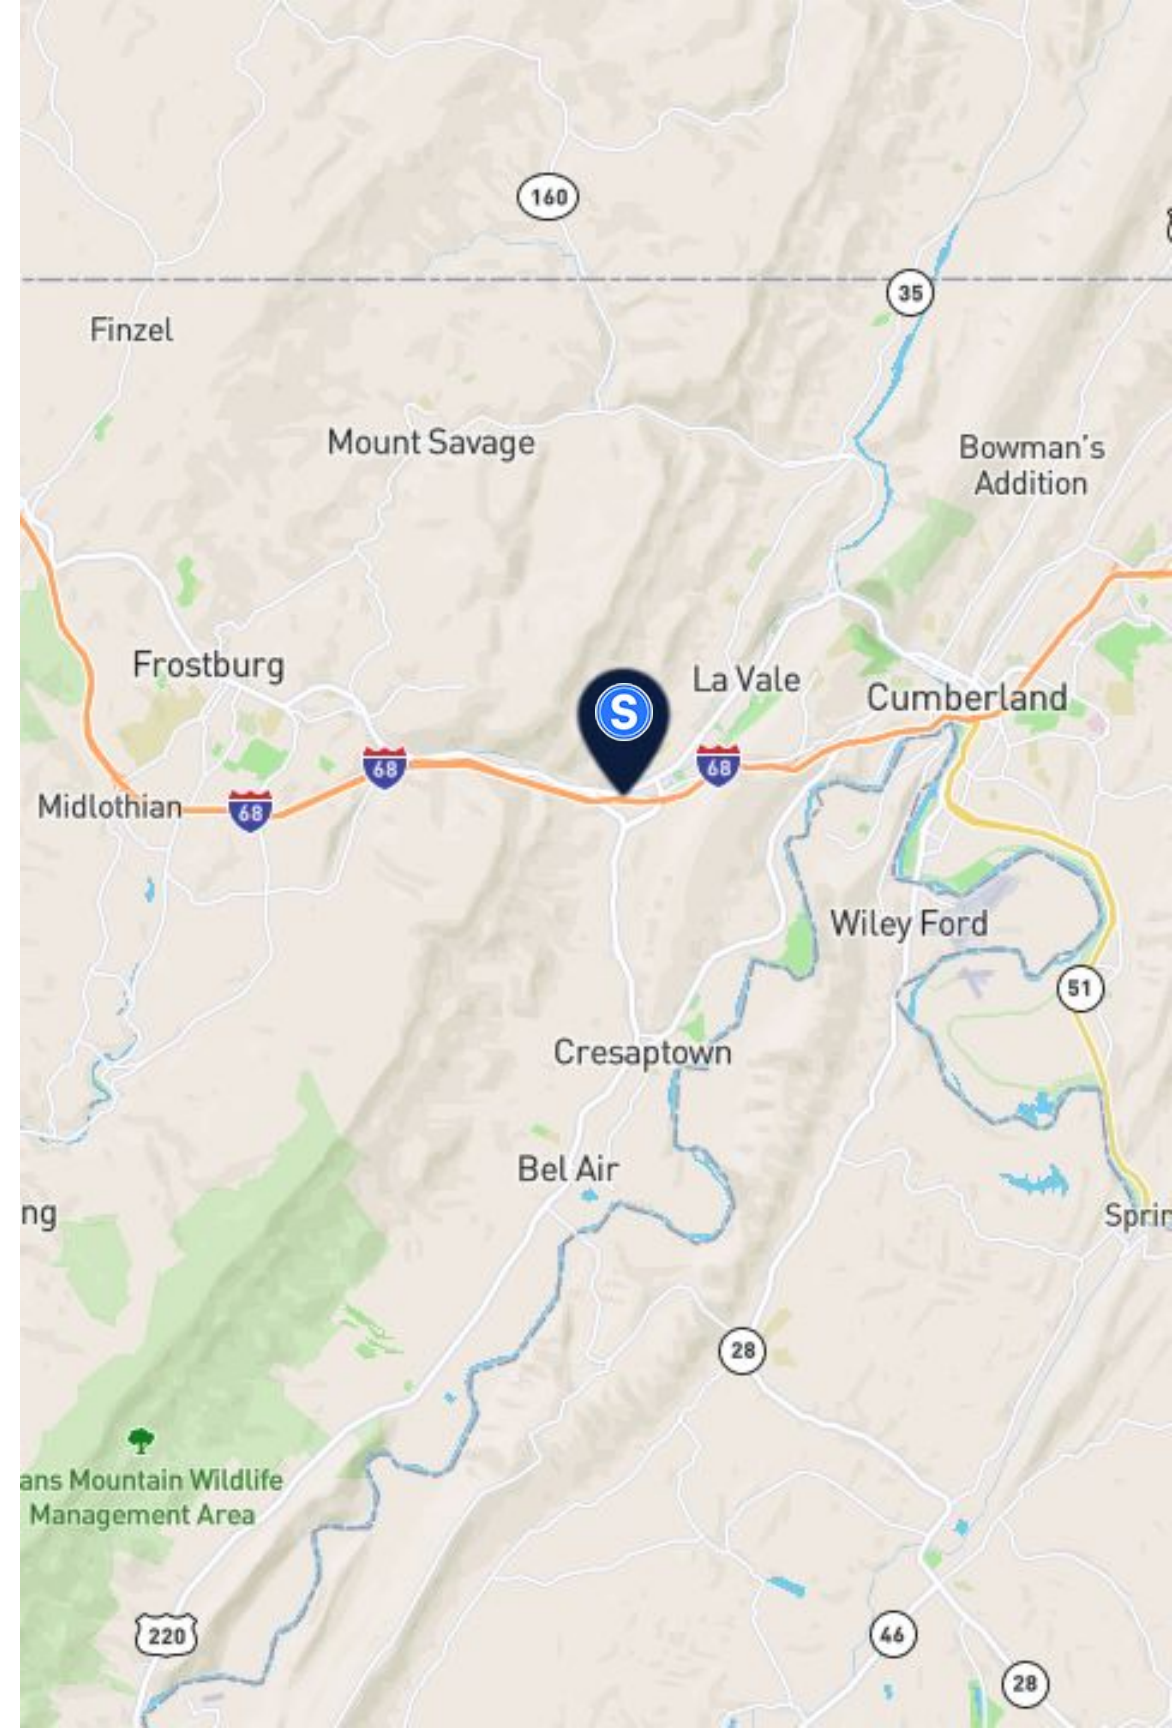 160
35
Finzel
Mount Savage
Bowman's
Addition
Frostburg
La Vale
S
Cumberland
68
68
Midlothian
68
Wiley Ford
51
Cresaptown
Bel Air
ng
Sprin
28
ans Mountain Wildlife
Management Area
220
46
28